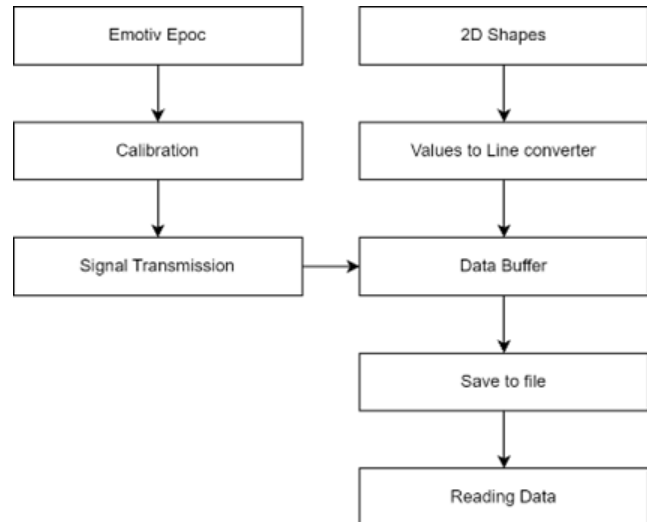 Emotiv Epoc
2D Shapes
Calibration
Values to Line converter
Signal Transmission
Data Buffer
Save to file
Reading Data